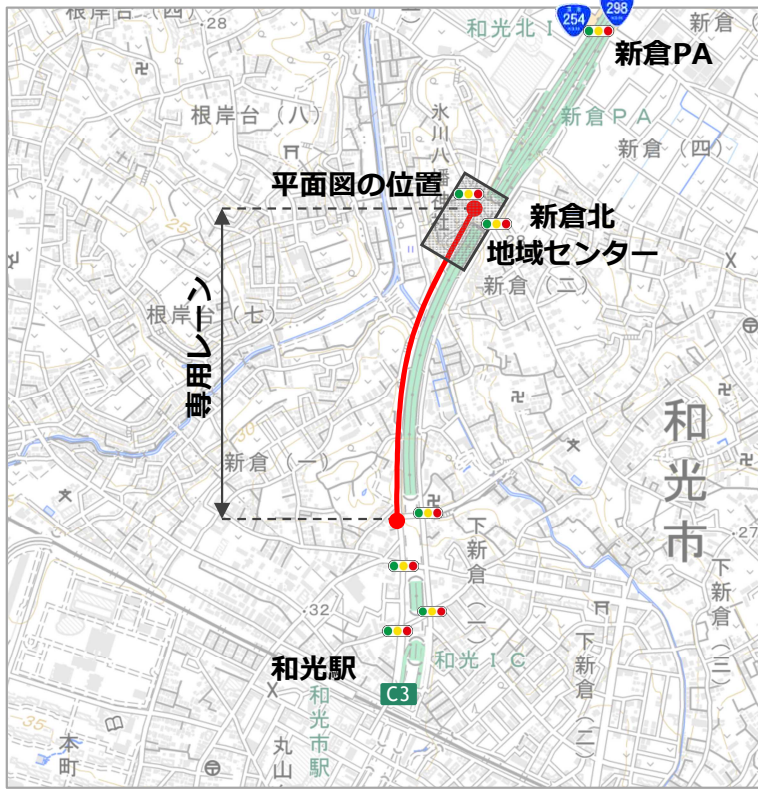 根岸台（四）
・28
和光北I
254
298
新倉PA
根岸台（八）
新倉PA
氷川八
新倉（四）
平面図の位置
社
25
新倉北
地域センター
28
新倉（二）
根岸台（七）
専用レーン
30
和光市
新倉（一）
・27
下新倉（一）
下新倉（三）
・32
下新倉（二）
和光IC
和光駅
C3
和光市駅
35
本町
丸山